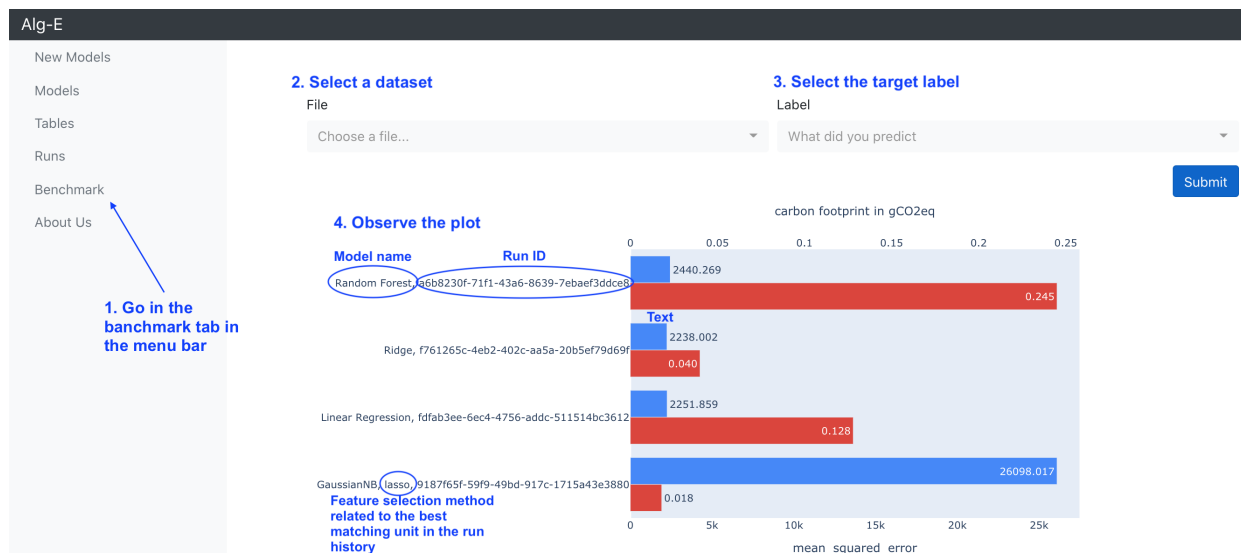 Alg-E
New Models
Models
Tables
Runs
Benchmark
About Us
1. Go in the
banchmark tab in
the menu bar
2. Select a dataset
File
Choose a file...
3. Select the target label
Label
What did you predict
Submit
4. Observe the plot
carbon footprint in gCO2eq
0 0.05 0.1 0.15 0.2 0.25
Model name Run ID
Random Forest, a6b8230f-71f1-43a6-8639-7ebaef3ddce8
2440.269
0.245
Text
Ridge, f761265c-4eb2-402c-aa5a-20b5ef79d69f
2238.002
0.040
Linear Regression, fdfab3ee-6ec4-4756-addc-511514bc3612
2251.859
0.128
GaussianNB, lasso, 9187f65f-59f9-49bd-917c-1715a43e3880
26098.017
0.018
Feature selection method
related to the best
matching unit in the run
history
0 5k 10k 15k 20k 25k
mean_squared_error